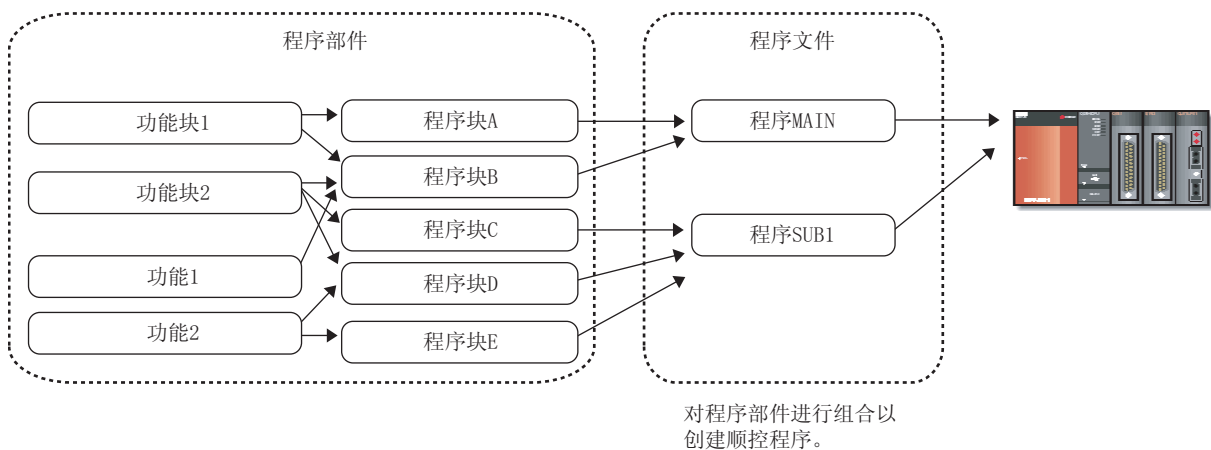 程序部件
程序文件
功能块1
程序块A
程序MAIN
功能块2
程序块B
程序块C
程序SUB1
功能1
程序块D
功能2
程序块E
对程序部件进行组合以
创建顺控程序。